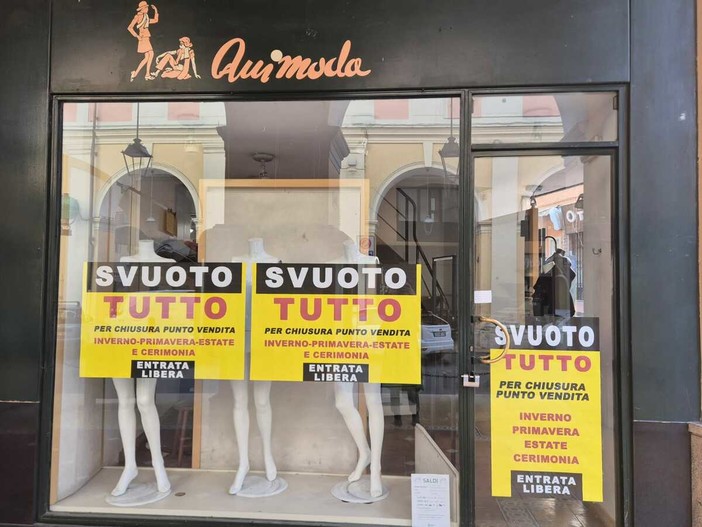 Quimoda
SVUOTO
TUTTO
PER CHIUSURA PUNTO VENDITA
INVERNO-PRIMAVERA-ESTATE
E CERIMONIA
ENTRATA
LIBERA
SVUOTO
TUTTO
PER CHIUSURA PUNTO VENDITA
INVERNO-PRIMAVERA-ESTATE
E CERIMONIA
ENTRATA
LIBERA
SVUOTO
TUTTO
PER CHIUSURA
PUNTO VENDITA
INVERNO
PRIMAVERA
ESTATE
CERIMONIA
ENTRATA
LIBERA
SALDI